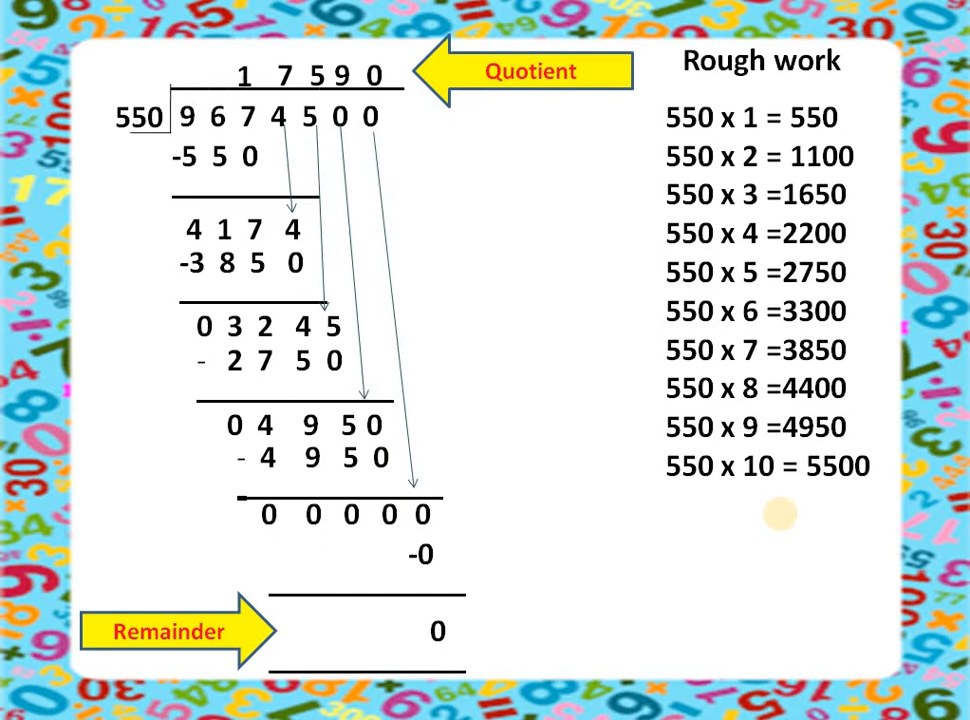 1 7 5 9 0
Quotient
550 9 6 7 4 5 0 0
-5 5 0
4 1 7 4
-3 8 5 0
0 3 2 4 5
- 2 7 5 0
0 4 9 5 0
- 4 9 5 0
0 0 0 0 0
-0
Remainder
0
Rough work
550 x 1 = 550
550 x 2 = 1100
550 x 3 =1650
550 x 4 =2200
550 x 5 =2750
550 x 6 =3300
550 x 7 =3850
550 x 8 =4400
550 x 9 =4950
550 x 10 = 5500